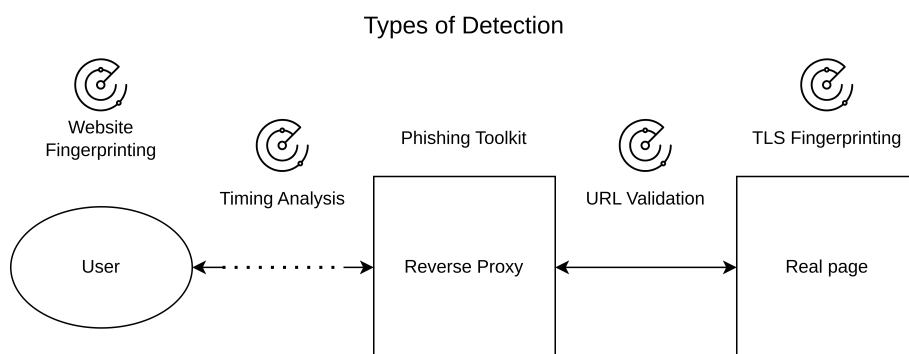 Types of Detection
Website
Fingerprinting
Timing Analysis
Phishing Toolkit
URL Validation
TLS Fingerprinting
User
Reverse Proxy
Real page